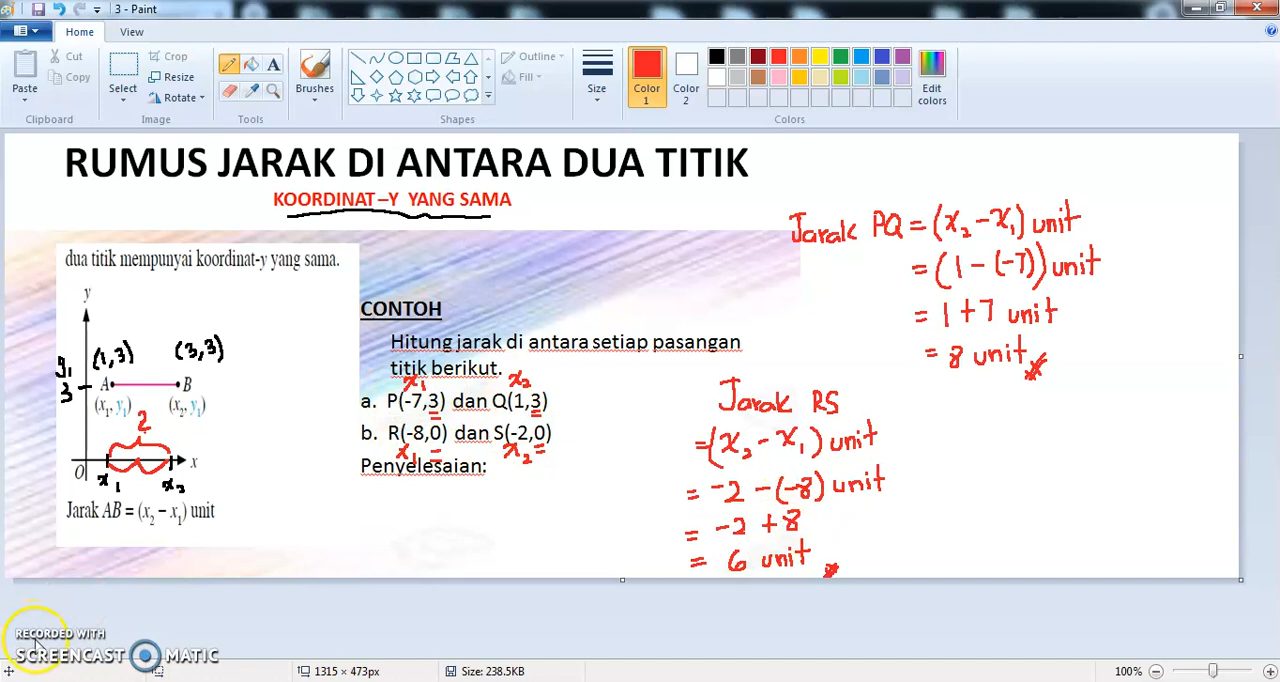 3 - Paint
Home View
Paste
Cut
Copy
Clipboard
Select
Crop
Resize
Rotate
Image
Tools
Brushes
Shapes
Outline
Fill
Size
Color 1
Color 2
Edit colors
Colors
RUMUS JARAK DI ANTARA DUA TITIK
KOORDINAT –Y YANG SAMA
dua titik mempunyai koordinat-y yang sama.
y
(1,3) (3,3)
y₁
3
A B
(x₁, y₁) (x₂, y₁)
2
O x
x₁ x₂
Jarak AB = (x₂ – x₁) unit
CONTOH
Hitung jarak di antara setiap pasangan
titik berikut.
x₁ x₂
a. P(-7,3) dan Q(1,3)
b. R(-8,0) dan S(-2,0)
x₁ x₂
Penyelesaian:
Jarak PQ = (x₂ – x₁) unit
= (1 – (-7)) unit
= 1 + 7 unit
= 8 unit
Jarak RS
= (x₂ – x₁) unit
= -2 – (-8) unit
= -2 + 8
= 6 unit
RECORDED WITH
SCREENCAST MATIC
1315 × 473px
Size: 238.5KB
100%